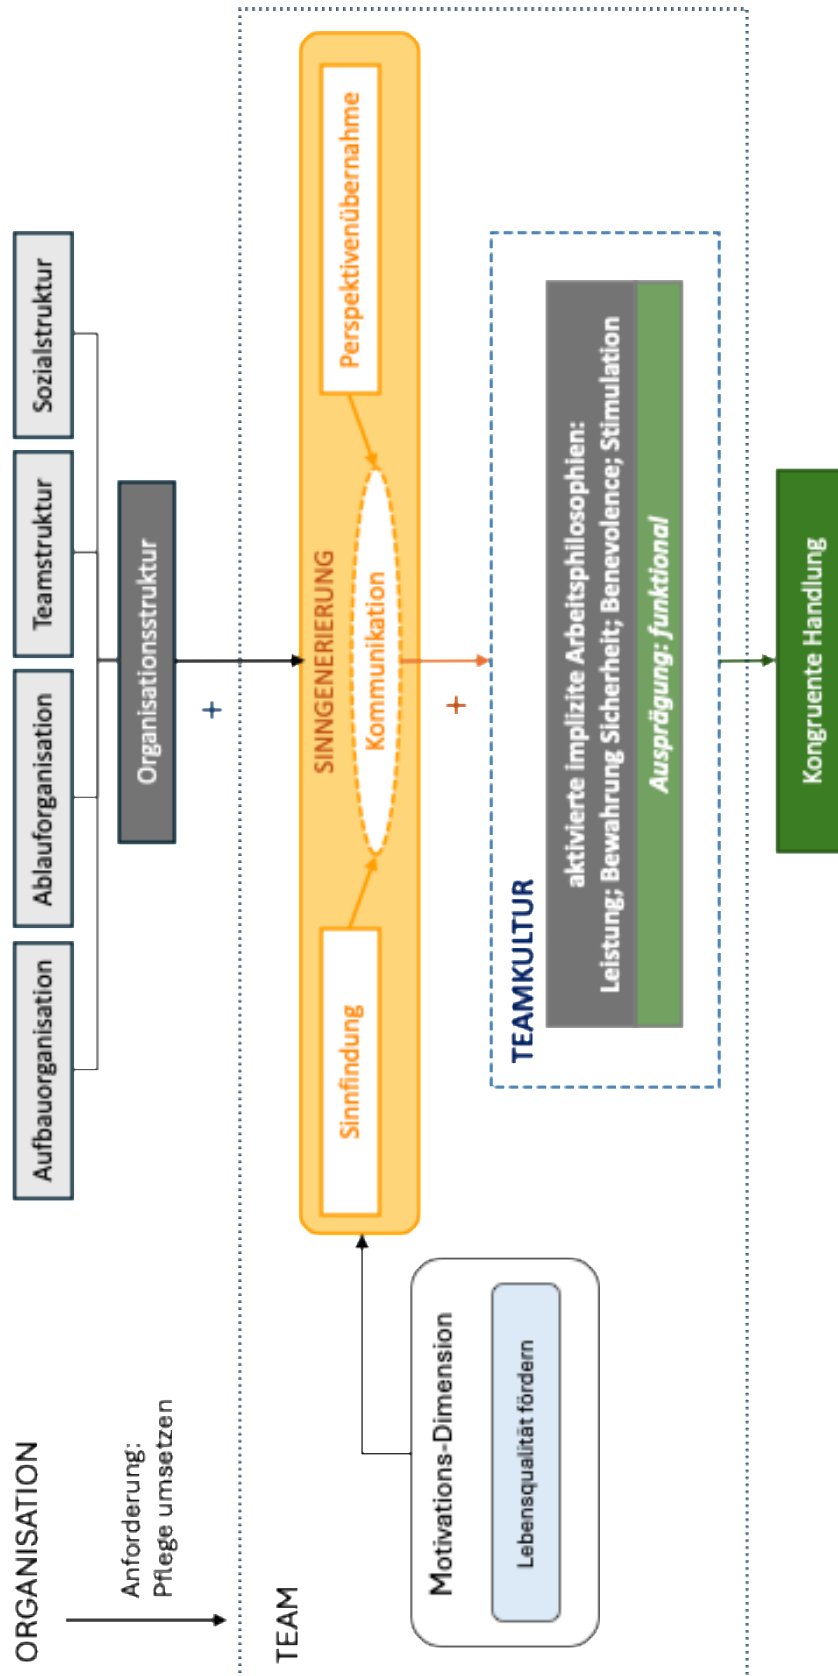 ORGANISATION
Anforderung:
Pflege umsetzen
Aufbauorganisation
Ablauforganisation
Teamstruktur
Sozialstruktur
Organisationsstruktur
+
TEAM
SINNGENERIERUNG
Sinnfindung
Kommunikation
Perspektivenübernahme
Motivations-Dimension
Lebensqualität fördern
+
TEAMKULTUR
aktivierte implizite Arbeitsphilosophien:
Leistung; Bewahrung Sicherheit; Benevolence; Stimulation
Ausprägung: funktional
Kongruente Handlung